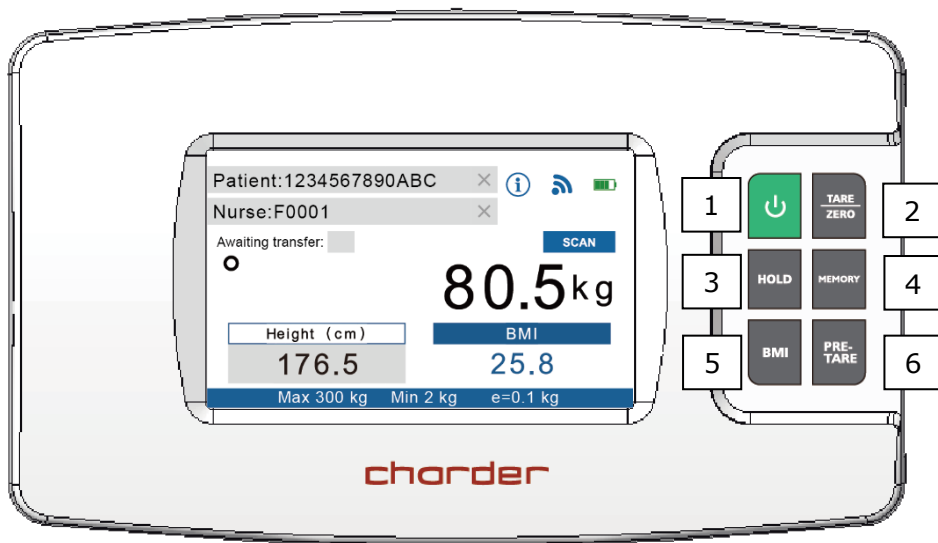 Patient:1234567890ABC ×
Nurse:F0001 ×
Awaiting transfer:
SCAN
80.5kg
Height (cm)
BMI
176.5
25.8
Max 300 kg Min 2 kg e=0.1 kg
charder
1
TARE
ZERO
2
3
HOLD
MEMORY
4
5
BMI
PRE-
TARE
6